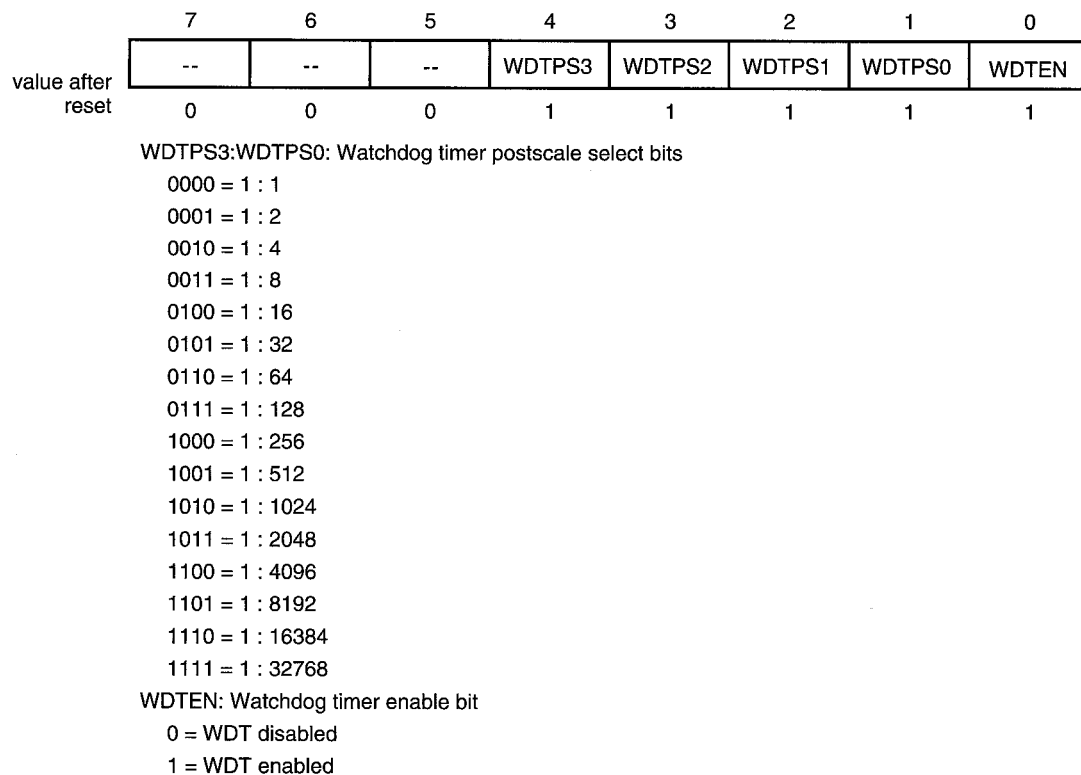 7 6 5 4 3 2 1 0
-- -- -- WDTPS3 WDTPS2 WDTPS1 WDTPS0 WDTEN
value after
reset 0 0 0 1 1 1 1 1
WDTPS3:WDTPS0: Watchdog timer postscale select bits
0000 = 1 : 1
0001 = 1 : 2
0010 = 1 : 4
0011 = 1 : 8
0100 = 1 : 16
0101 = 1 : 32
0110 = 1 : 64
0111 = 1 : 128
1000 = 1 : 256
1001 = 1 : 512
1010 = 1 : 1024
1011 = 1 : 2048
1100 = 1 : 4096
1101 = 1 : 8192
1110 = 1 : 16384
1111 = 1 : 32768
WDTEN: Watchdog timer enable bit
0 = WDT disabled
1 = WDT enabled